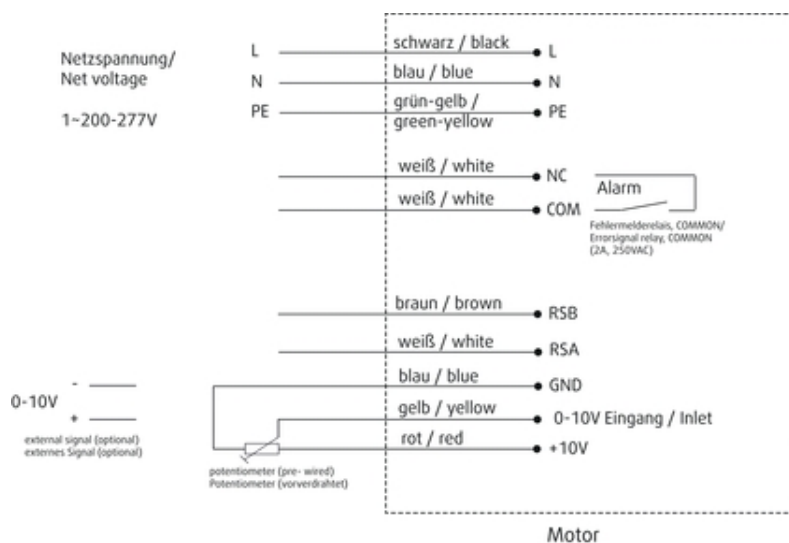 Netzspannung/
Net voltage
1~200-277V
L
schwarz / black
L
N
blau / blue
N
PE
grün-gelb /
green-yellow
PE
weiß / white
NC
weiß / white
COM
Alarm
Fehlermelderelais, COMMON/
Errorsignal relay, COMMON
(2A, 250VAC)
braun / brown
RSB
weiß / white
RSA
blau / blue
GND
0-10V
-
+
external signal (optional)
externes Signal (optional)
gelb / yellow
0-10V Eingang / Inlet
rot / red
+10V
potentiometer (pre- wired)
Potentiometer (vorverdrahtet)
Motor